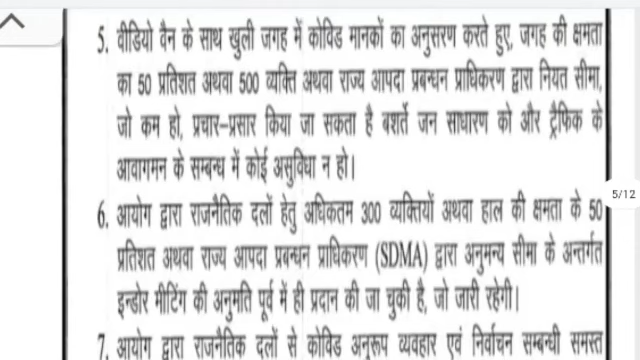 5. वीडियो वैन के साथ खुली जगह में कोविड मानकों का अनुसरण करते हुए, जगह की क्षमता
का 50 प्रतिशत अथवा 500 व्यक्ति अथवा राज्य आपदा प्रबन्धन प्राधिकरण द्वारा नियत सीमा,
जो कम हो, प्रचार-प्रसार किया जा सकता है बशर्ते जन साधारण को और ट्रैफिक के
आवागमन के सम्बन्ध में कोई असुविधा न हो।
5/12
6. आयोग द्वारा राजनैतिक दलों हेतु अधिकतम 300 व्यक्तियों अथवा हाल की क्षमता के 50
प्रतिशत अथवा राज्य आपदा प्रबन्धन प्राधिकरण (SDMA) द्वारा अनुमन्य सीमा के अन्तर्गत
इन्डोर मीटिंग की अनुमति पूर्व में ही प्रदान की जा चुकी है, जो जारी रहेगी।
7. आयोग द्वारा राजनैतिक दलों से कोविड अनुरूप व्यवहार एवं निर्वाचन सम्बन्धी समस्त